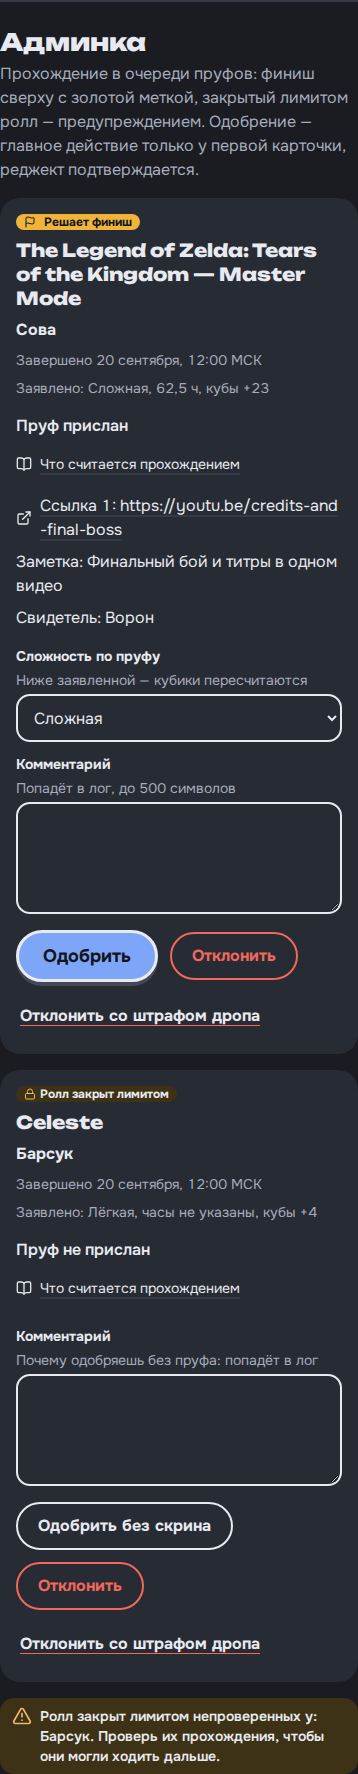 Админка
Прохождение в очереди пруфов: финиш
сверху с золотой меткой, закрытый лимитом
ролл — предупреждением. Одобрение —
главное действие только у первой карточки,
реджект подтверждается.
Решает финиш
The Legend of Zelda: Tears
of the Kingdom — Master
Mode
Сова
Завершено 20 сентября, 12:00 МСК
Заявлено: Сложная, 62,5 ч, кубы +23
Пруф прислан
Что считается прохождением
Ссылка 1: https://youtu.be/credits-and
-final-boss
Заметка: Финальный бой и титры в одном
видео
Свидетель: Ворон
Сложность по пруфу
Ниже заявленной — кубики пересчитаются
Сложная
Комментарий
Попадёт в лог, до 500 символов
Одобрить
Отклонить
Отклонить со штрафом дропа
Ролл закрыт лимитом
Celeste
Барсук
Завершено 20 сентября, 12:00 МСК
Заявлено: Лёгкая, часы не указаны, кубы +4
Пруф не прислан
Что считается прохождением
Комментарий
Почему одобряешь без пруфа: попадёт в лог
Одобрить без скрина
Отклонить
Отклонить со штрафом дропа
Ролл закрыт лимитом непроверенных у:
Барсук. Проверь их прохождения, чтобы
они могли ходить дальше.